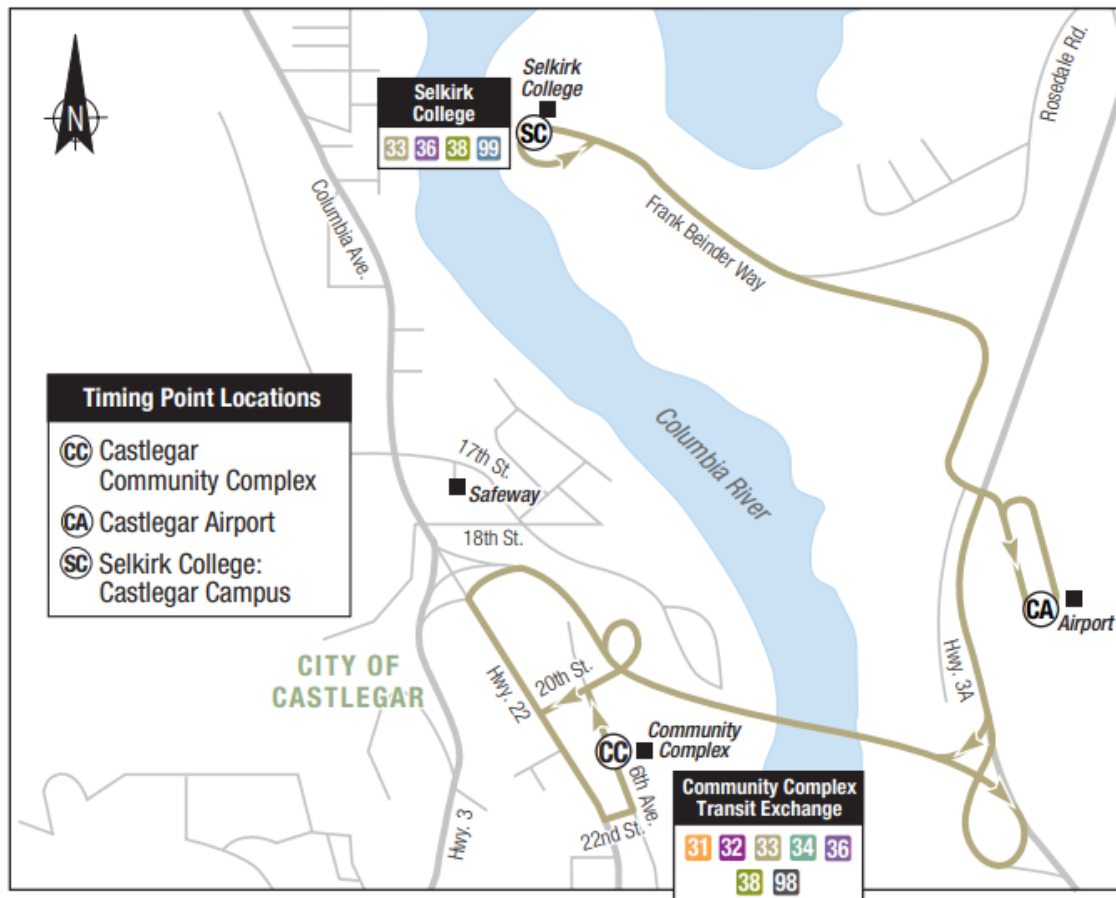 N
Selkirk
College
33 36 38 99
SC
Selkirk
College
Rosedale Rd.
Columbia Ave.
Frank Beinder Way
Timing Point Locations
CC Castlegar
Community Complex
CA Castlegar Airport
SC Selkirk College:
Castlegar Campus
17th St.
Safeway
18th St.
Columbia River
CA
Airport
CITY OF
CASTLEGAR
Hwy. 22
20th St.
Hwy. 3A
CC
Community
Complex
6th Ave.
22nd St.
Hwy. 3
Community Complex
Transit Exchange
31 32 33 34 36
38 98